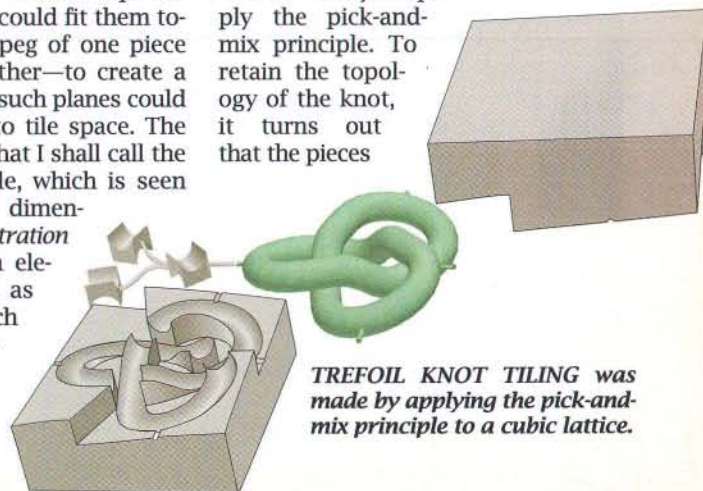 could fit them to-
peg of one piece
ther—to create a
such planes could
to tile space. The
hat I shall call the
le, which is seen
dimen-
tration
ele-
as
ch
ply the pick-and-
mix principle. To
retain the topol-
ogy of the knot,
it turns out
that the pieces
TREFOIL KNOT TILING was
made by applying the pick-and-
mix principle to a cubic lattice.